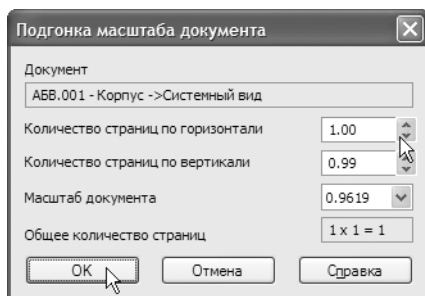 Подгонка масштаба документа
Документ
АБВ.001 - Корпус ->Системный вид
Количество страниц по горизонтали 1.00
Количество страниц по вертикали 0.99
Масштаб документа 0.9619
Общее количество страниц 1 x 1 = 1
OK Отмена Справка